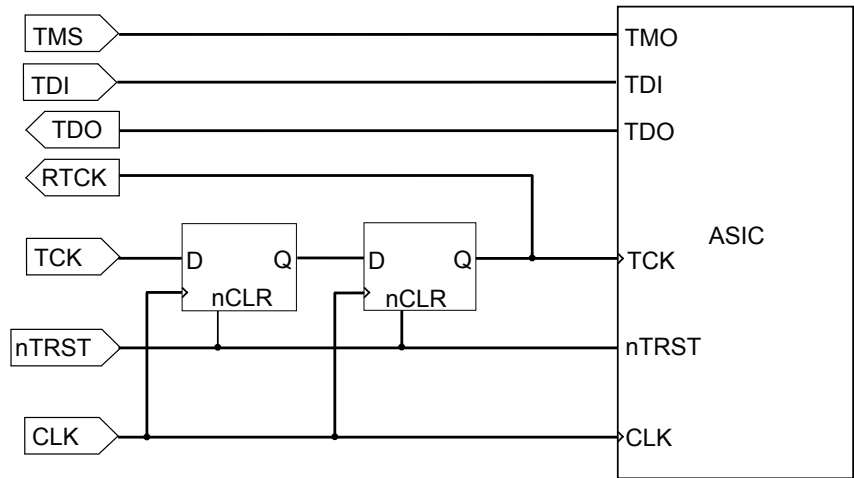 TMS TMO
TDI TDI
TDO TDO
RTCK
ASIC
TCK D Q D Q TCK
nCLR nCLR
nTRST nTRST
CLK CLK